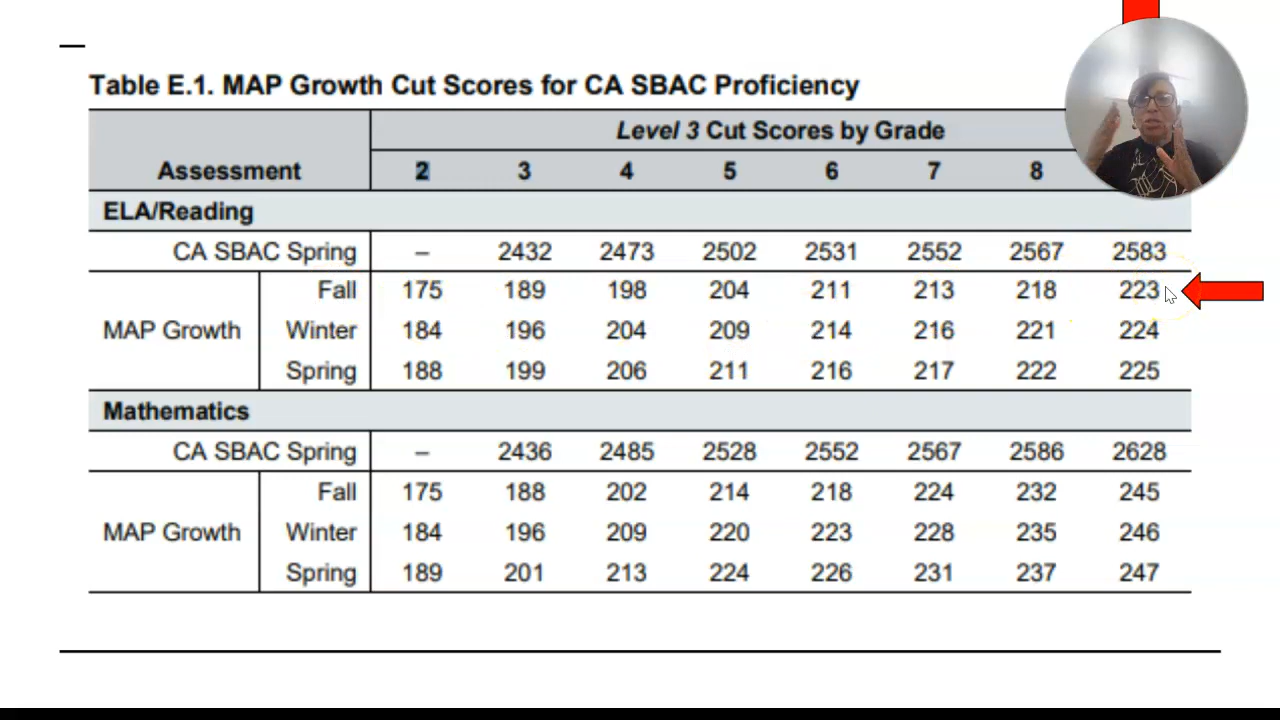 Table E.1. MAP Growth Cut Scores for CA SBAC Proficiency
Level 3 Cut Scores by Grade
Assessment 2 3 4 5 6 7 8
ELA/Reading
CA SBAC Spring – 2432 2473 2502 2531 2552 2567 2583
Fall 175 189 198 204 211 213 218 223
MAP Growth Winter 184 196 204 209 214 216 221 224
Spring 188 199 206 211 216 217 222 225
Mathematics
CA SBAC Spring – 2436 2485 2528 2552 2567 2586 2628
Fall 175 188 202 214 218 224 232 245
MAP Growth Winter 184 196 209 220 223 228 235 246
Spring 189 201 213 224 226 231 237 247